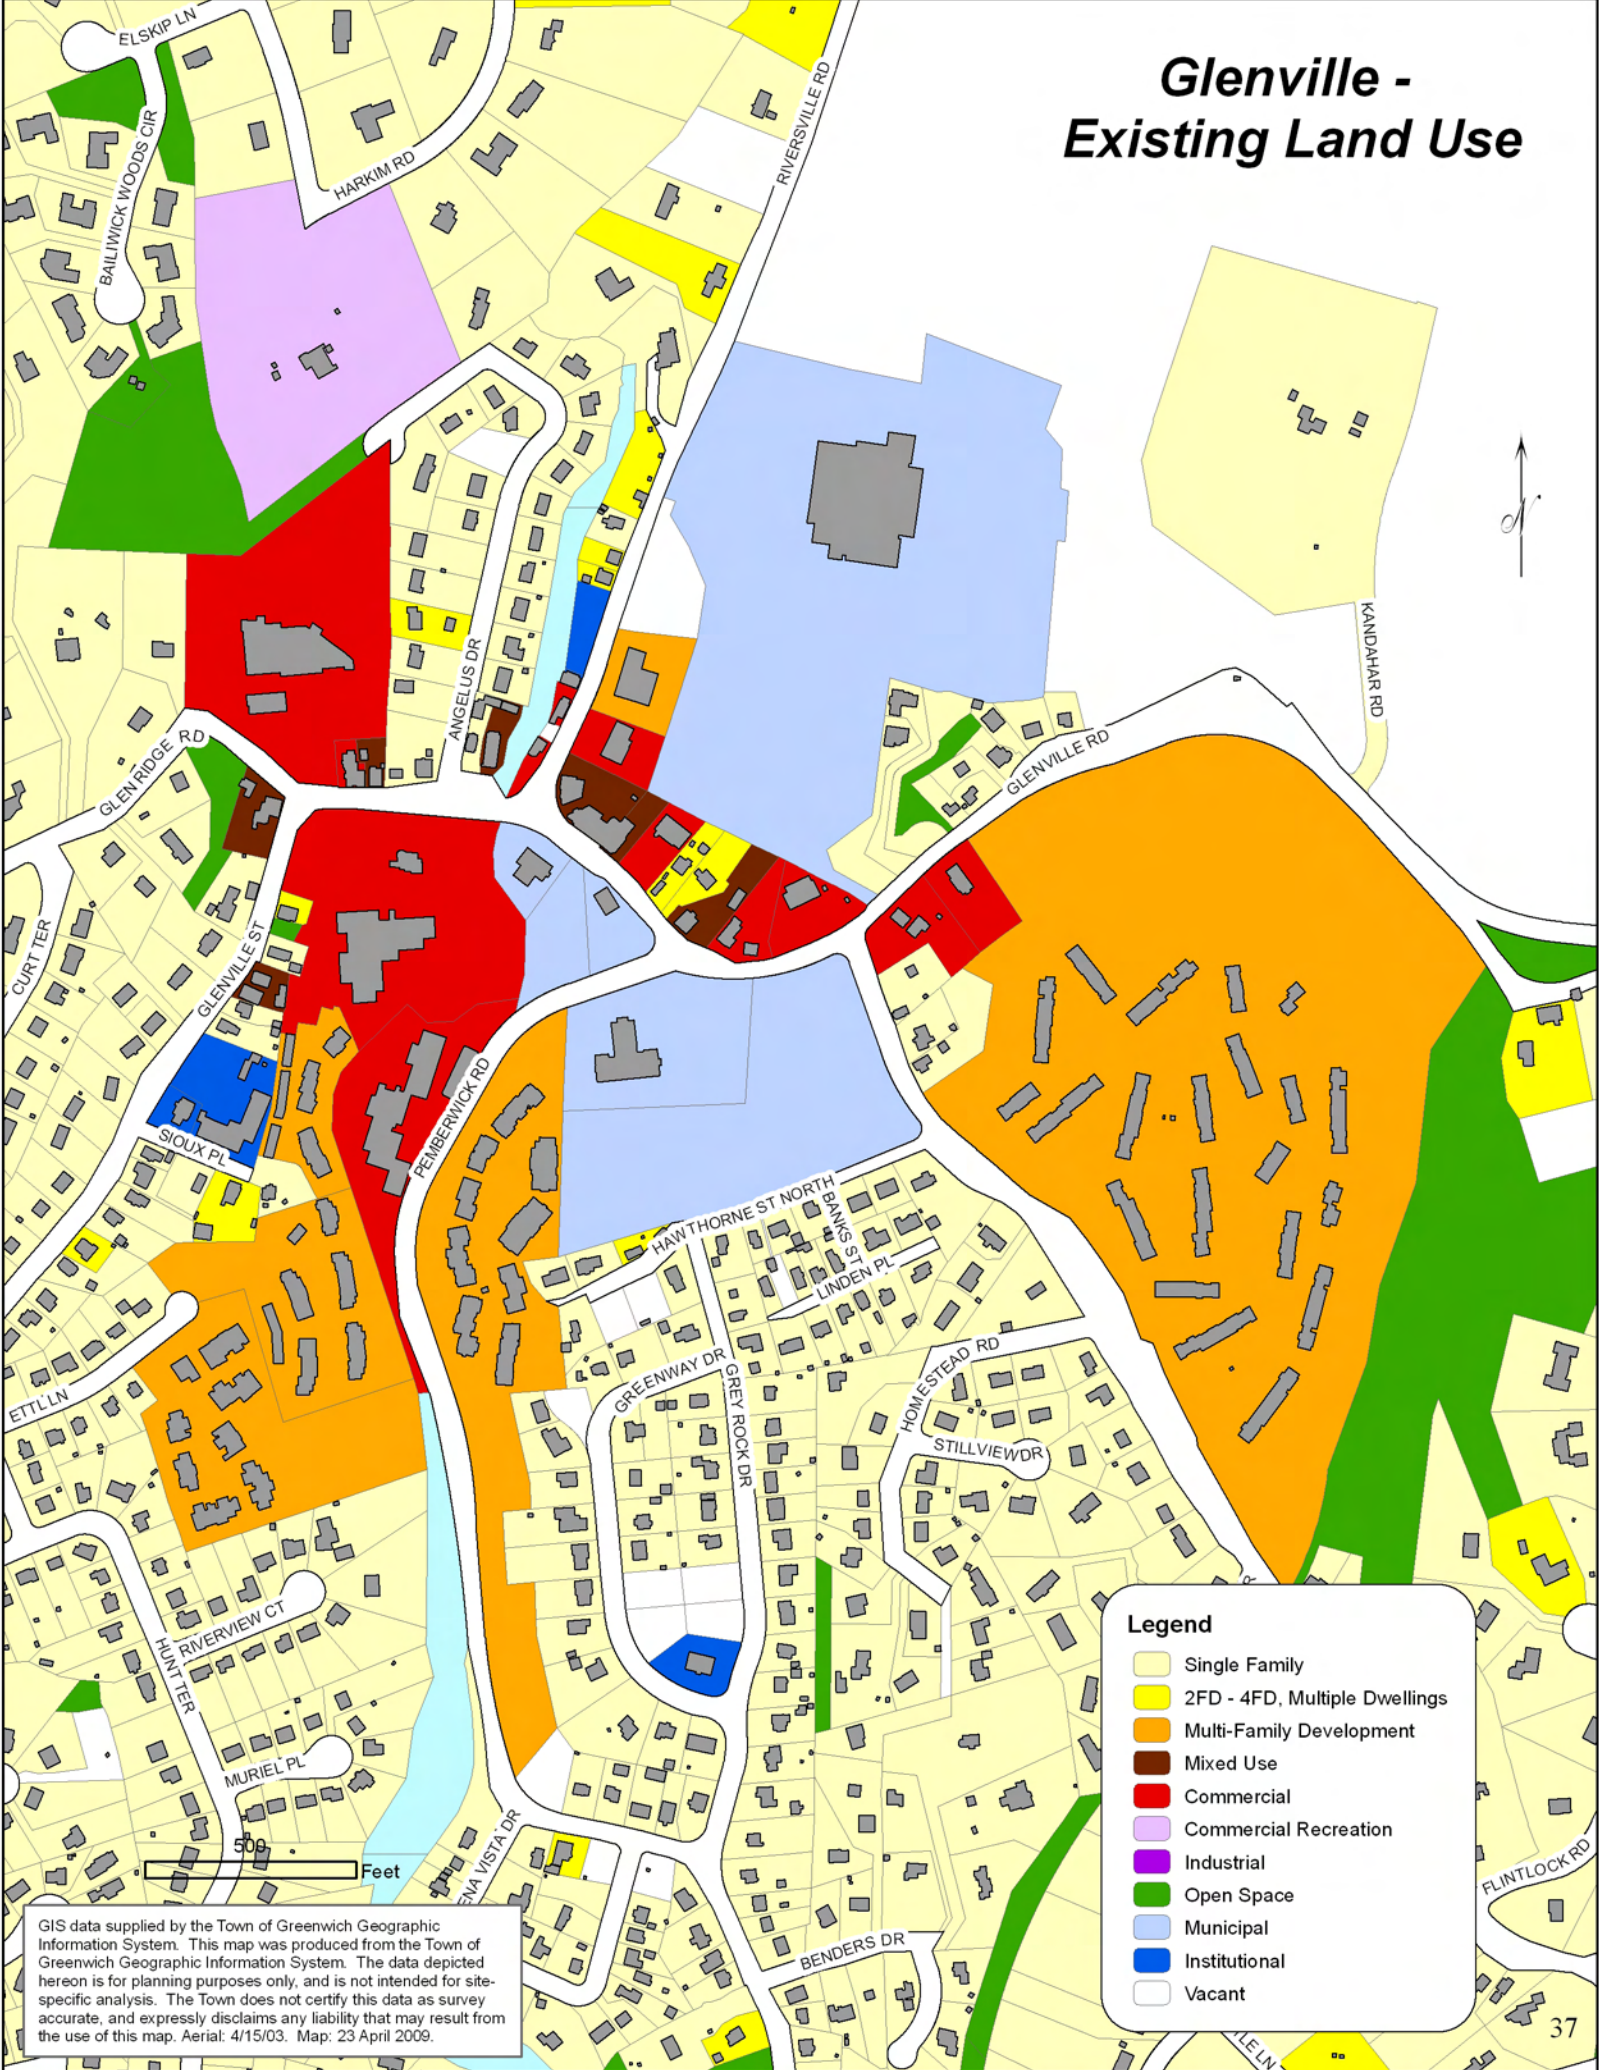 Glenville -
Existing Land Use
ELSKIP LN
BAILIWICK WOODS CIR
HARKIM RD
RIVERSVILLE RD
KANDAHAR RD
ANGELUS DR
GLEN RIDGE RD
GLENVILLE RD
CURT TER
GLENVILLE ST
PEMBERWICK RD
SIOUX PL
HAWTHORNE ST NORTH
BANKS ST
LINDEN PL
ETTL LN
GREENWAY DR
GREY ROCK DR
HOMESTEAD RD
STILLVIEW DR
RIVERVIEW CT
HUNT TER
MURIEL PL
ENA VISTA DR
BENDERS DR
FLINTLOCK RD
LE LN
R
500
Feet
Legend
Single Family
2FD - 4FD, Multiple Dwellings
Multi-Family Development
Mixed Use
Commercial
Commercial Recreation
Industrial
Open Space
Municipal
Institutional
Vacant
GIS data supplied by the Town of Greenwich Geographic
Information System.  This map was produced from the Town of
Greenwich Geographic Information System.  The data depicted
hereon is for planning purposes only, and is not intended for site-
specific analysis.  The Town does not certify this data as survey
accurate, and expressly disclaims any liability that may result from
the use of this map. Aerial: 4/15/03.  Map: 23 April 2009.
37
N